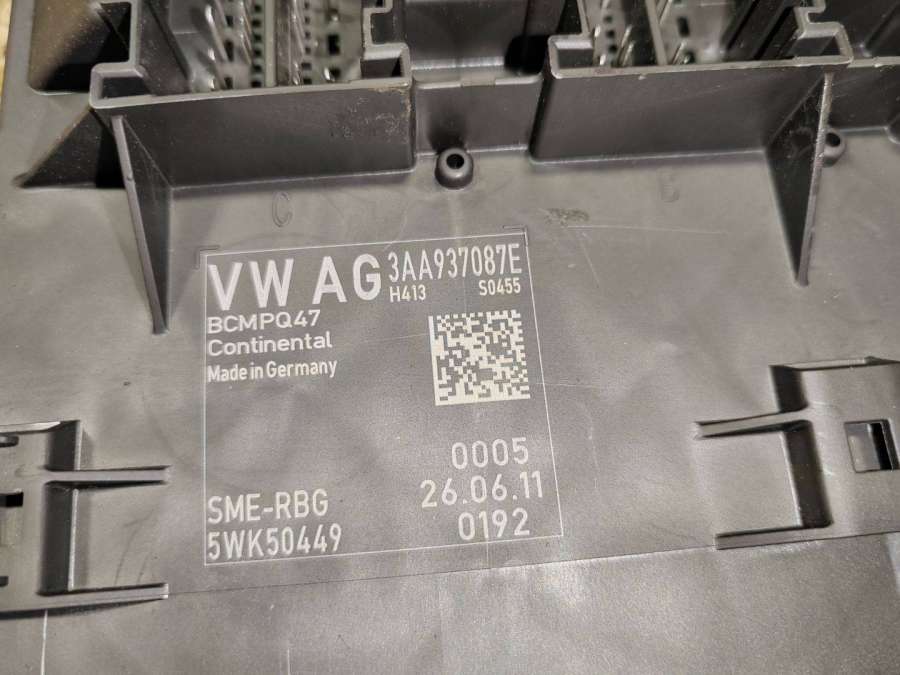 C
VW AG 3AA937087E
H413 S0455
BCMPQ47
Continental
Made in Germany
0005
SME-RBG 26.06.11
5WK50449 0192